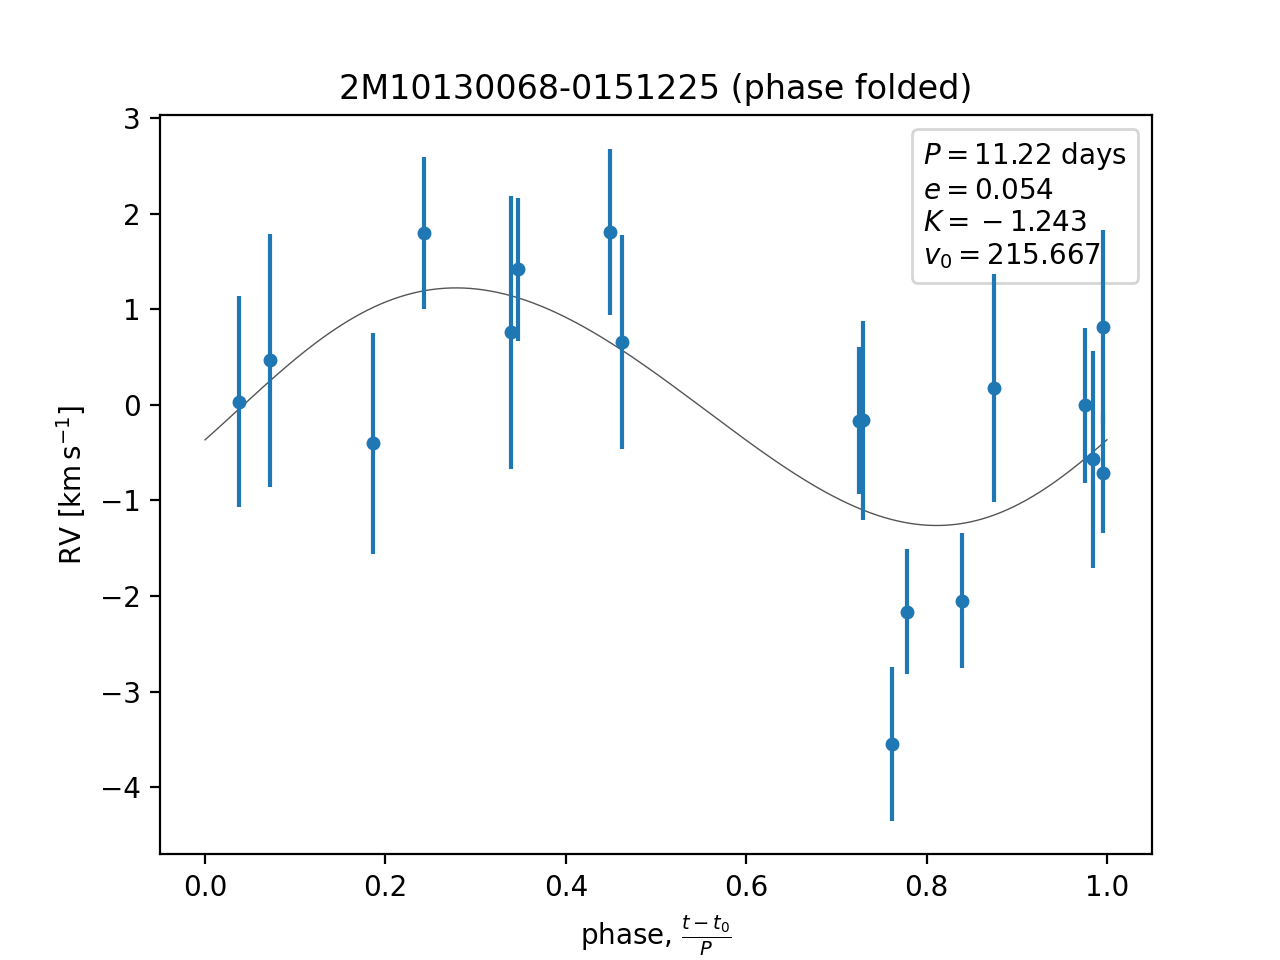 2M10130068-0151225 (phase folded)
P = 11.22 days
e = 0.054
K = −1.243
v₀ = 215.667
3
2
1
0
−1
−2
−3
−4
RV [km s⁻¹]
0.0 0.2 0.4 0.6 0.8 1.0
phase, (t − t₀)/P